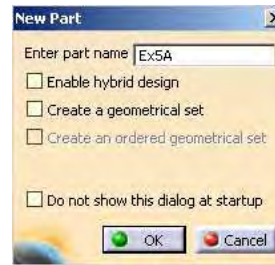 New Part
Enter part name Ex5A
Enable hybrid design
Create a geometrical set
Create an ordered geometrical set
Do not show this dialog at startup
OK Cancel